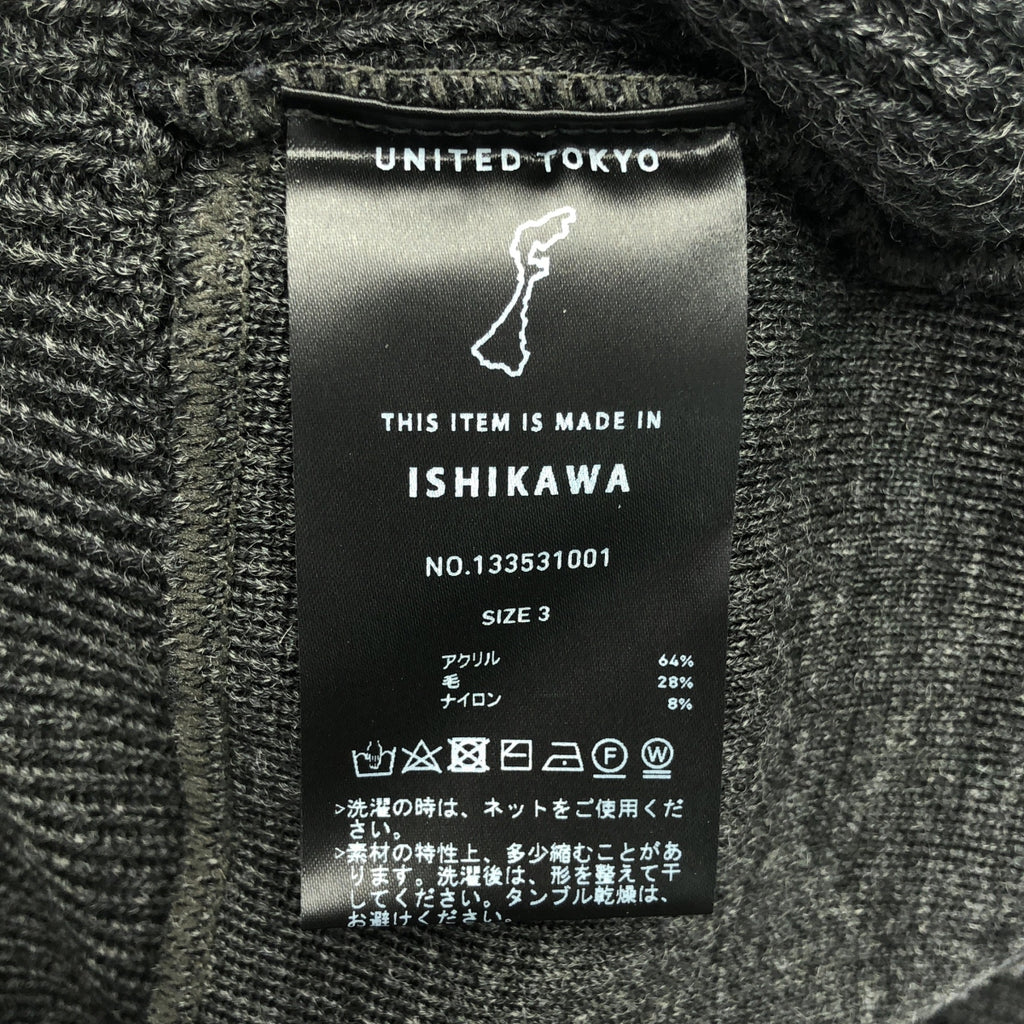 UNITED TOKYO
THIS ITEM IS MADE IN
ISHIKAWA
NO.133531001
SIZE 3
アクリル 64%
毛 28%
ナイロン 8%
F W
>洗濯の時は、ネットをご使用くだ
さい。
>素材の特性上、多少縮むことがあ
ります。洗濯後は、形を整えて干
してください。タンブル乾燥は、
お避けください。